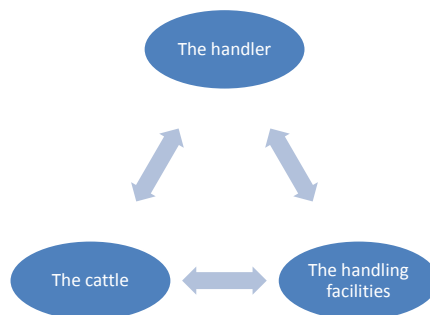 The handler
The cattle
The handling
facilities